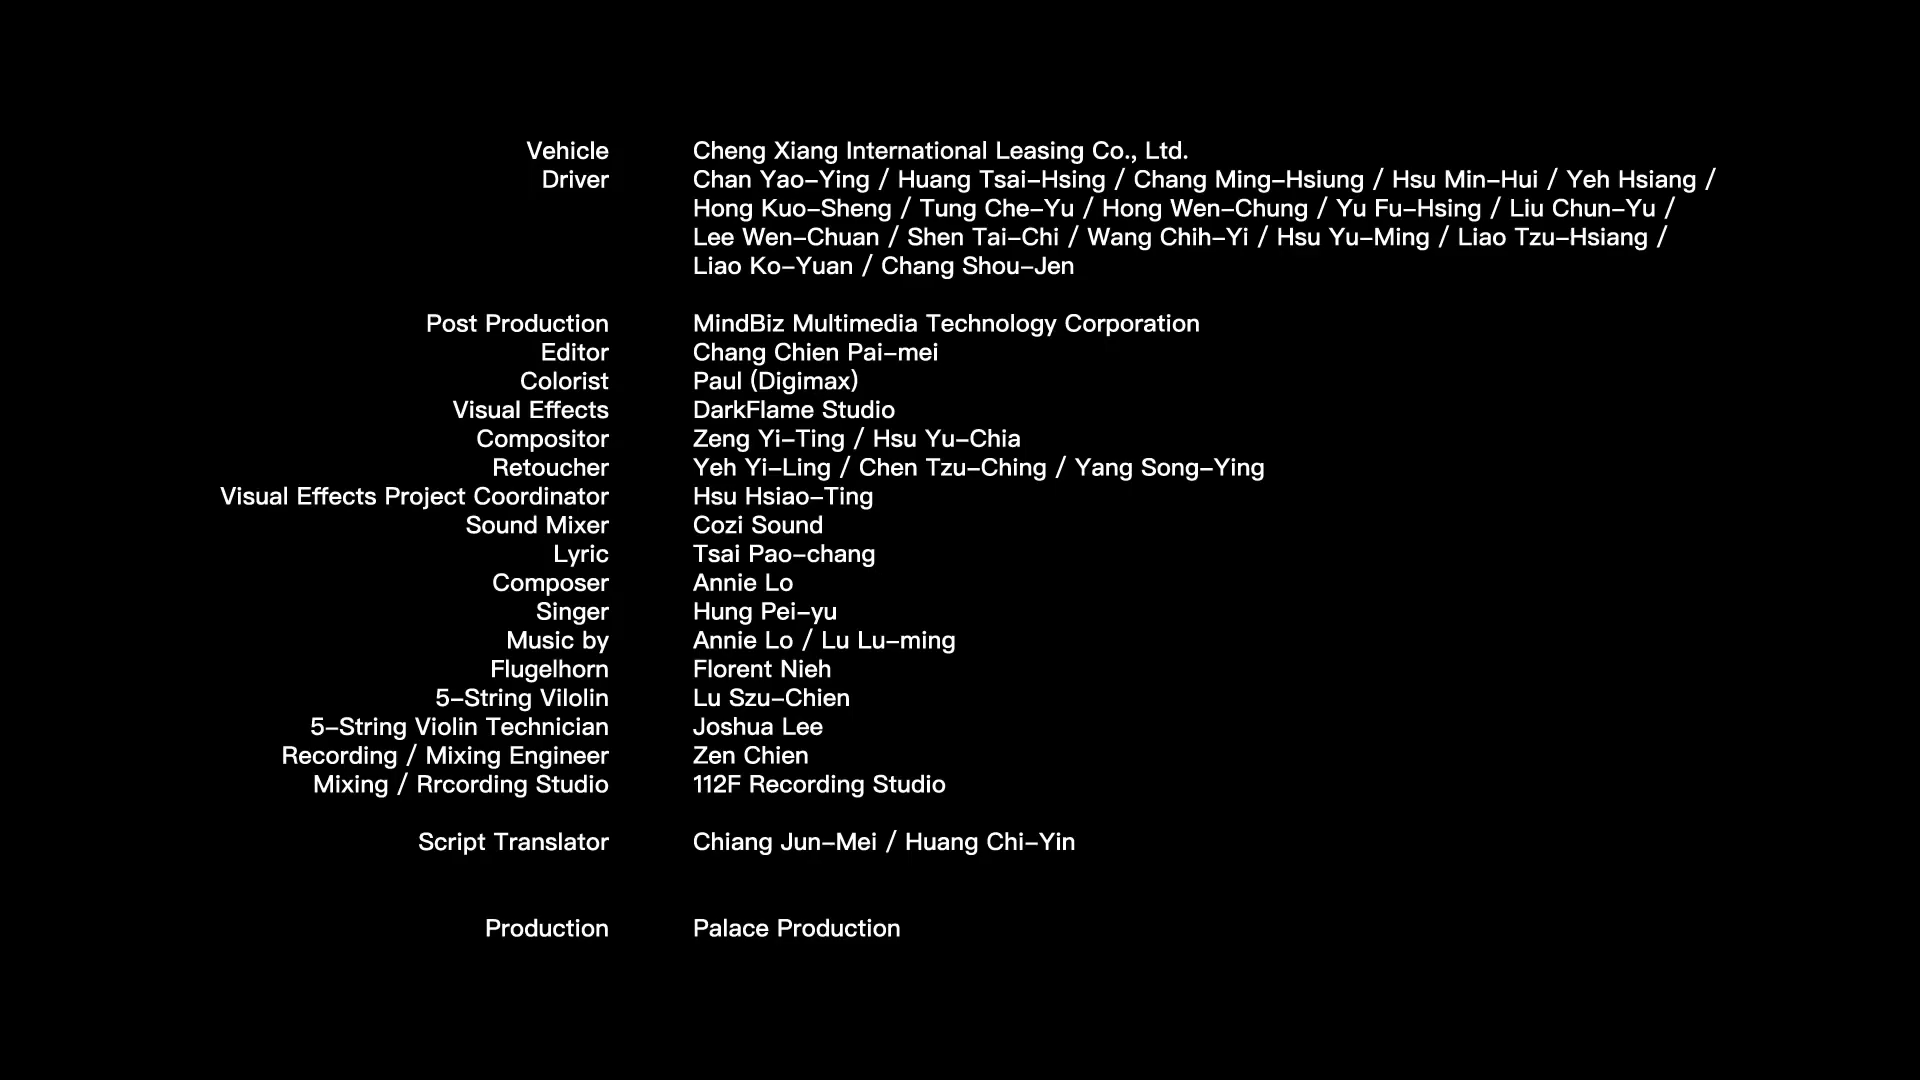 Vehicle Cheng Xiang International Leasing Co., Ltd.
Driver Chan Yao-Ying / Huang Tsai-Hsing / Chang Ming-Hsiung / Hsu Min-Hui / Yeh Hsiang /
Hong Kuo-Sheng / Tung Che-Yu / Hong Wen-Chung / Yu Fu-Hsing / Liu Chun-Yu /
Lee Wen-Chuan / Shen Tai-Chi / Wang Chih-Yi / Hsu Yu-Ming / Liao Tzu-Hsiang /
Liao Ko-Yuan / Chang Shou-Jen
Post Production MindBiz Multimedia Technology Corporation
Editor Chang Chien Pai-mei
Colorist Paul (Digimax)
Visual Effects DarkFlame Studio
Compositor Zeng Yi-Ting / Hsu Yu-Chia
Retoucher Yeh Yi-Ling / Chen Tzu-Ching / Yang Song-Ying
Visual Effects Project Coordinator Hsu Hsiao-Ting
Sound Mixer Cozi Sound
Lyric Tsai Pao-chang
Composer Annie Lo
Singer Hung Pei-yu
Music by Annie Lo / Lu Lu-ming
Flugelhorn Florent Nieh
5-String Vilolin Lu Szu-Chien
5-String Violin Technician Joshua Lee
Recording / Mixing Engineer Zen Chien
Mixing / Rrcording Studio 112F Recording Studio
Script Translator Chiang Jun-Mei / Huang Chi-Yin
Production Palace Production